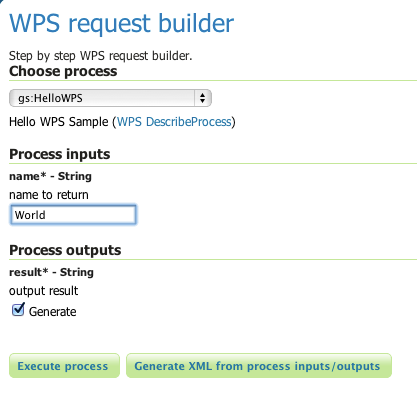 WPS request builder
Step by step WPS request builder.
Choose process
gs:HelloWPS
Hello WPS Sample (WPS DescribeProcess)
Process inputs
name* - String
name to return
World
Process outputs
result* - String
output result
Generate
Execute process
Generate XML from process inputs/outputs